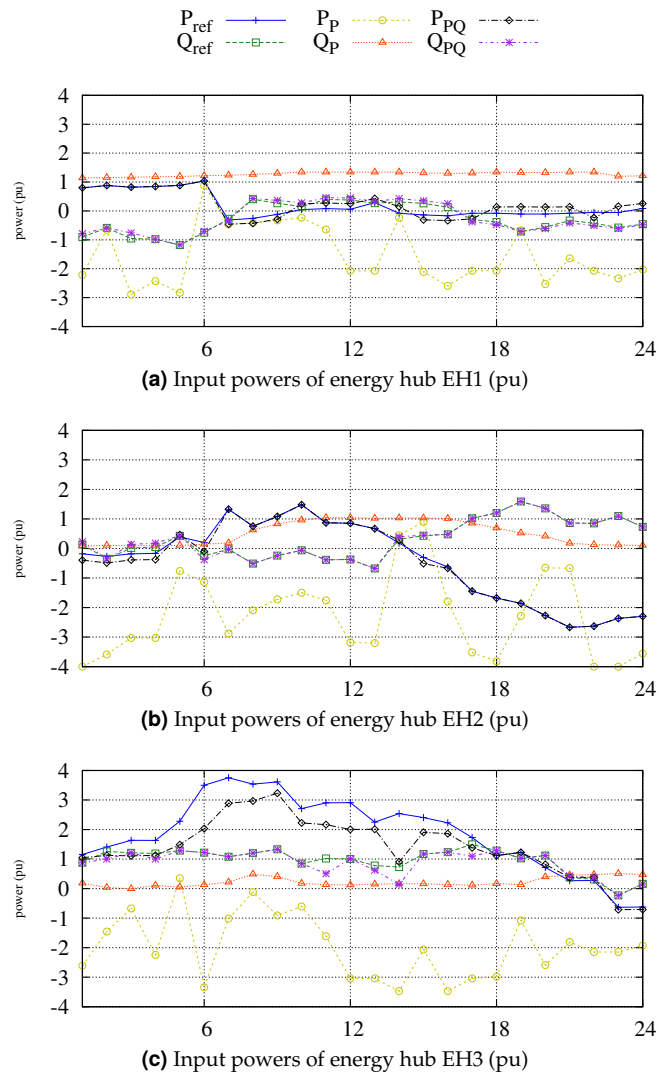 P_ref P_P P_PQ
Q_ref Q_P Q_PQ
4
3
2
1
0
-1
-2
-3
-4
power (pu)
6 12 18 24
(a) Input powers of energy hub EH1 (pu)
4
3
2
1
0
-1
-2
-3
-4
power (pu)
6 12 18 24
(b) Input powers of energy hub EH2 (pu)
4
3
2
1
0
-1
-2
-3
-4
power (pu)
6 12 18 24
(c) Input powers of energy hub EH3 (pu)